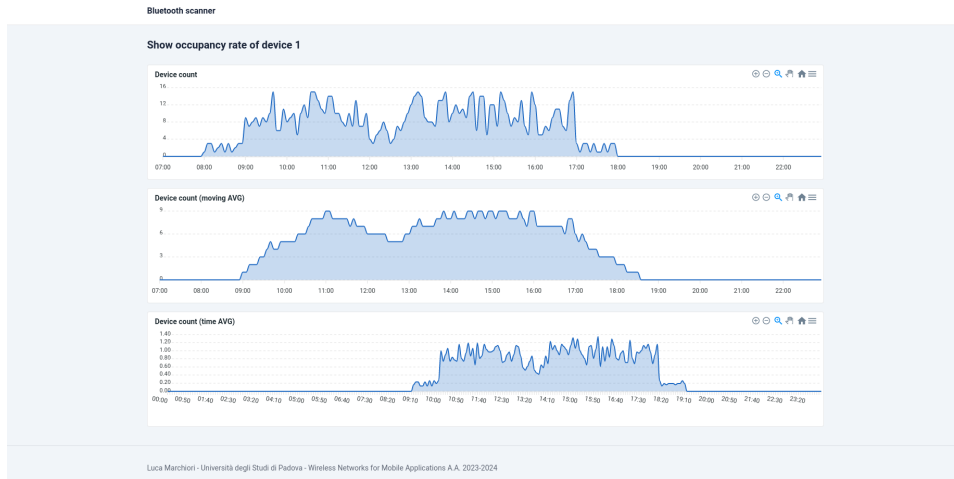 Bluetooth scanner
Show occupancy rate of device 1
Device count
16
12
8
4
0
07:00 08:00 09:00 10:00 11:00 12:00 13:00 14:00 15:00 16:00 17:00 18:00 19:00 20:00 21:00 22:00
Device count (moving AVG)
9
6
3
0
07:00 08:00 09:00 10:00 11:00 12:00 13:00 14:00 15:00 16:00 17:00 18:00 19:00 20:00 21:00 22:00
Device count (time AVG)
1.40
1.20
1.00
0.80
0.60
0.40
0.20
0.00
00:00 00:50 01:40 02:30 03:20 04:10 05:00 05:50 06:40 07:30 08:20 09:10 10:00 10:50 11:40 12:30 13:20 14:10 15:00 15:50 16:40 17:30 18:20 19:10 20:00 20:50 21:40 22:30 23:20
Luca Marchiori - Università degli Studi di Padova - Wireless Networks for Mobile Applications A.A. 2023-2024